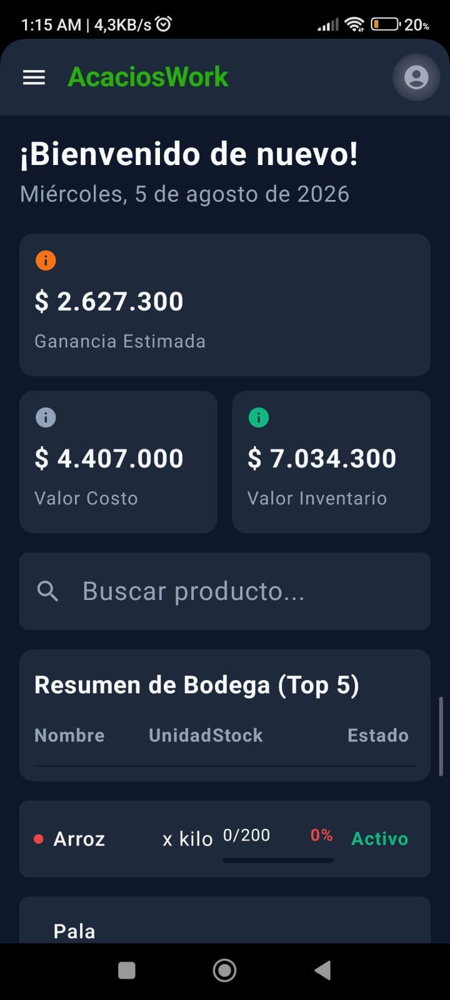 1:15 AM | 4,3KB/s 20%
AcaciosWork
¡Bienvenido de nuevo!
Miércoles, 5 de agosto de 2026
$ 2.627.300
Ganancia Estimada
$ 4.407.000
Valor Costo
$ 7.034.300
Valor Inventario
Buscar producto...
Resumen de Bodega (Top 5)
Nombre UnidadStock Estado
Arroz x kilo 0/200 0% Activo
Pala